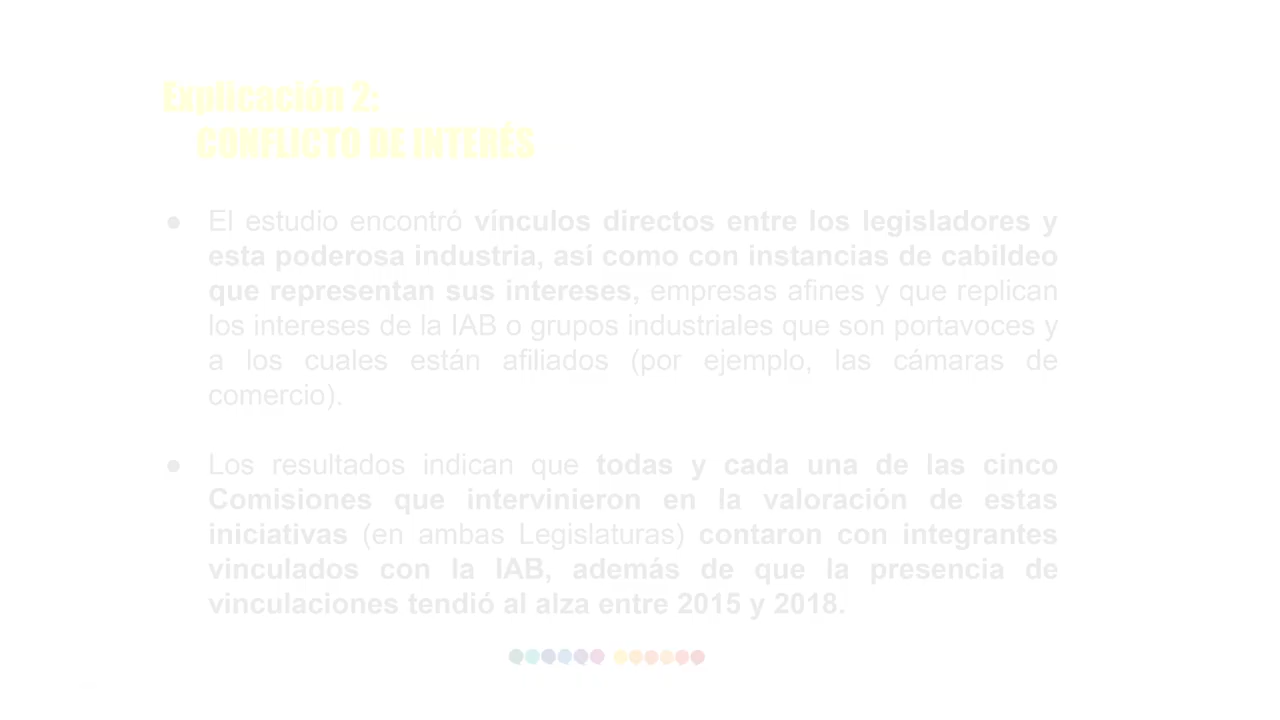 Explicación 2:
CONFLICTO DE INTERÉS
● El estudio encontró vínculos directos entre los legisladores y
esta poderosa industria, así como con instancias de cabildeo
que representan sus intereses, empresas afines y que replican
los intereses de la IAB o grupos industriales que son portavoces y
a los cuales están afiliados (por ejemplo, las cámaras de
comercio).
● Los resultados indican que todas y cada una de las cinco
Comisiones que intervinieron en la valoración de estas
iniciativas (en ambas Legislaturas) contaron con integrantes
vinculados con la IAB, además de que la presencia de
vinculaciones tendió al alza entre 2015 y 2018.